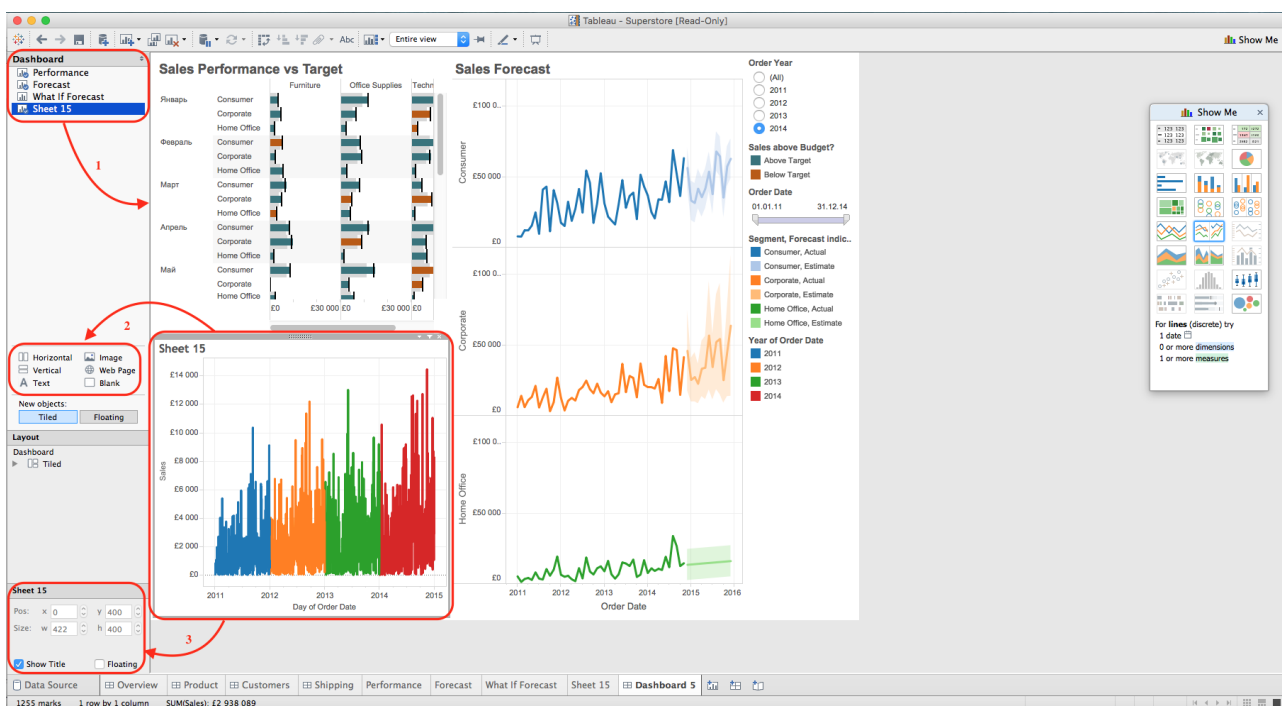 Tableau - Superstore [Read-Only]
Abc
Entire view
Show Me
Dashboard
Performance
Forecast
What If Forecast
Sheet 15
1
2
Horizontal
Image
Vertical
Web Page
Text
Blank
New objects:
Tiled
Floating
Layout
Dashboard
Tiled
Sheet 15
Pos: x 0 y 400
Size: w 422 h 400
Show Title
Floating
3
Sales Performance vs Target
Furniture
Office Supplies
Techn
Январь
Consumer
Corporate
Home Office
Февраль
Consumer
Corporate
Home Office
Март
Consumer
Corporate
Home Office
Апрель
Consumer
Corporate
Home Office
Май
Consumer
Corporate
Home Office
£0 £30 000 £0 £30 000 £0
Sheet 15
£14 000
£12 000
£10 000
£8 000
£6 000
£4 000
£2 000
£0
Sales
2011 2012 2013 2014 2015
Day of Order Date
Sales Forecast
Consumer
£100 0..
£50 000
£0
Corporate
£100 0..
£50 000
£0
Home Office
£100 0..
£50 000
£0
2011 2012 2013 2014 2015 2016
Order Date
Order Year
(All)
2011
2012
2013
2014
Sales above Budget?
Above Target
Below Target
Order Date
01.01.11 31.12.14
Segment, Forecast indic..
Consumer, Actual
Consumer, Estimate
Corporate, Actual
Corporate, Estimate
Home Office, Actual
Home Office, Estimate
Year of Order Date
2011
2012
2013
2014
Show Me
For lines (discrete) try
1 date
0 or more dimensions
1 or more measures
Data Source Overview Product Customers Shipping Performance Forecast What If Forecast Sheet 15 Dashboard 5
1255 marks 1 row by 1 column SUM(Sales): £2 938 089